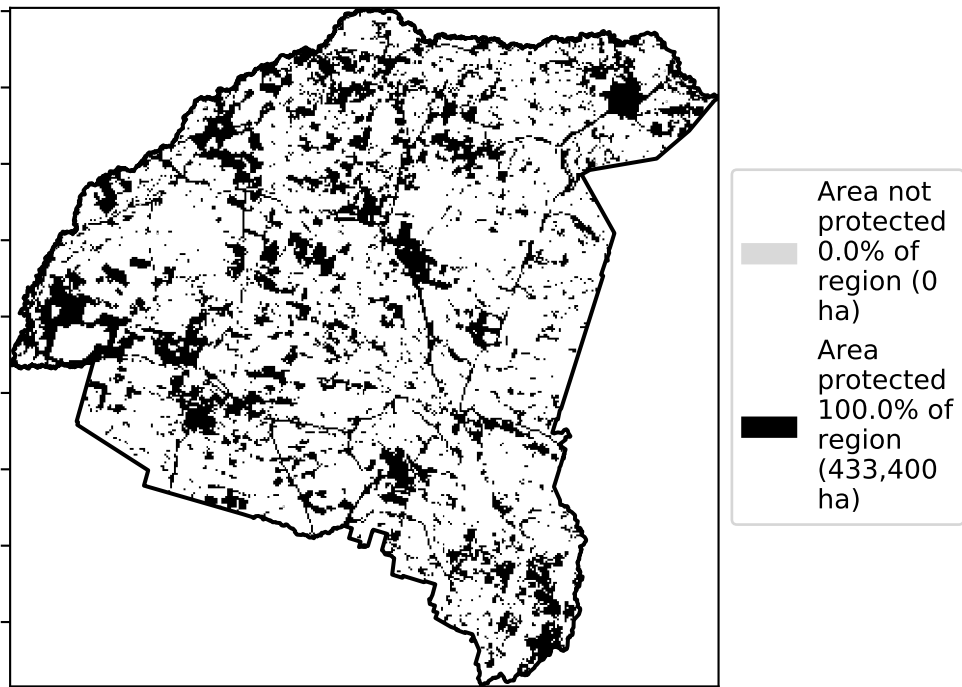 Area not
protected
0.0% of
region (0
ha)
Area
protected
100.0% of
region
(433,400
ha)